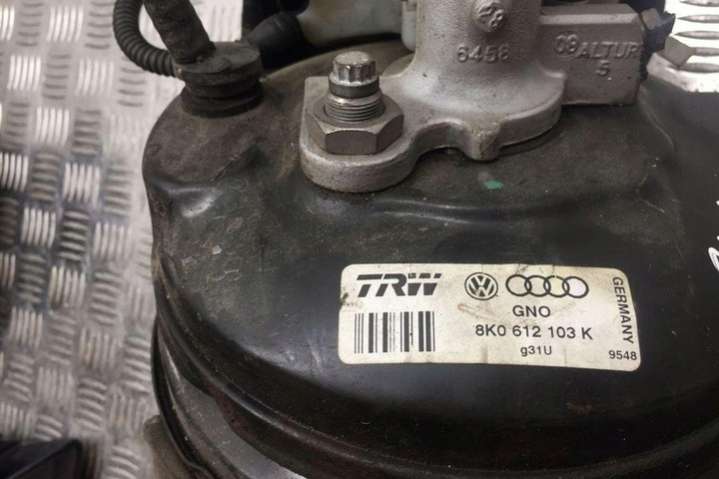 6456
09 ALTUR
5
TRW
GNO
8K0 612 103 K
g31U
GERMANY
9548